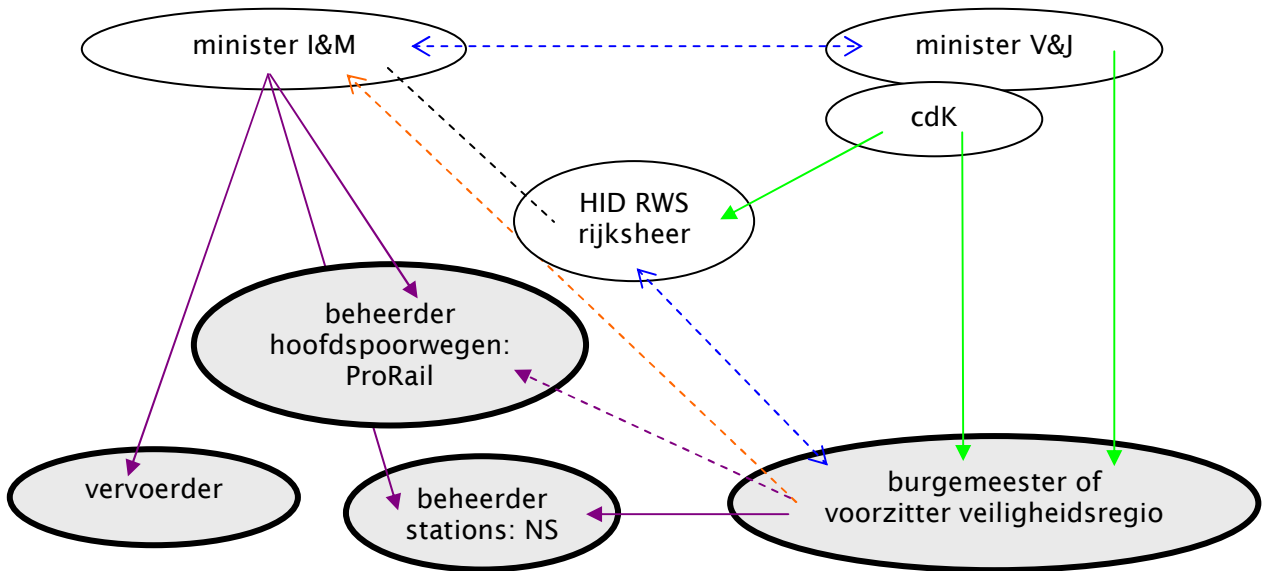 minister I&M
minister V&J
cdK
HID RWS
rijksheer
beheerder
hoofdspoorwegen:
ProRail
vervoerder
beheerder
stations: NS
burgemeester of
voorzitter veiligheidsregio